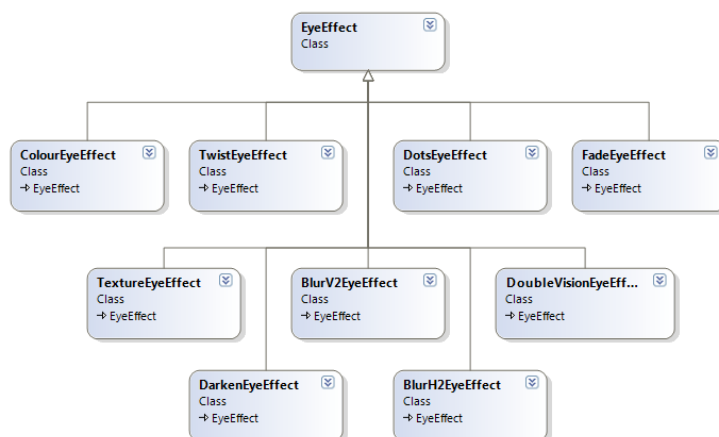 EyeEffect
Class
ColourEyeEffect
Class
EyeEffect
TwistEyeEffect
Class
EyeEffect
DotsEyeEffect
Class
EyeEffect
FadeEyeEffect
Class
EyeEffect
TextureEyeEffect
Class
EyeEffect
BlurV2EyeEffect
Class
EyeEffect
DoubleVisionEyeEff...
Class
EyeEffect
DarkenEyeEffect
Class
EyeEffect
BlurH2EyeEffect
Class
EyeEffect